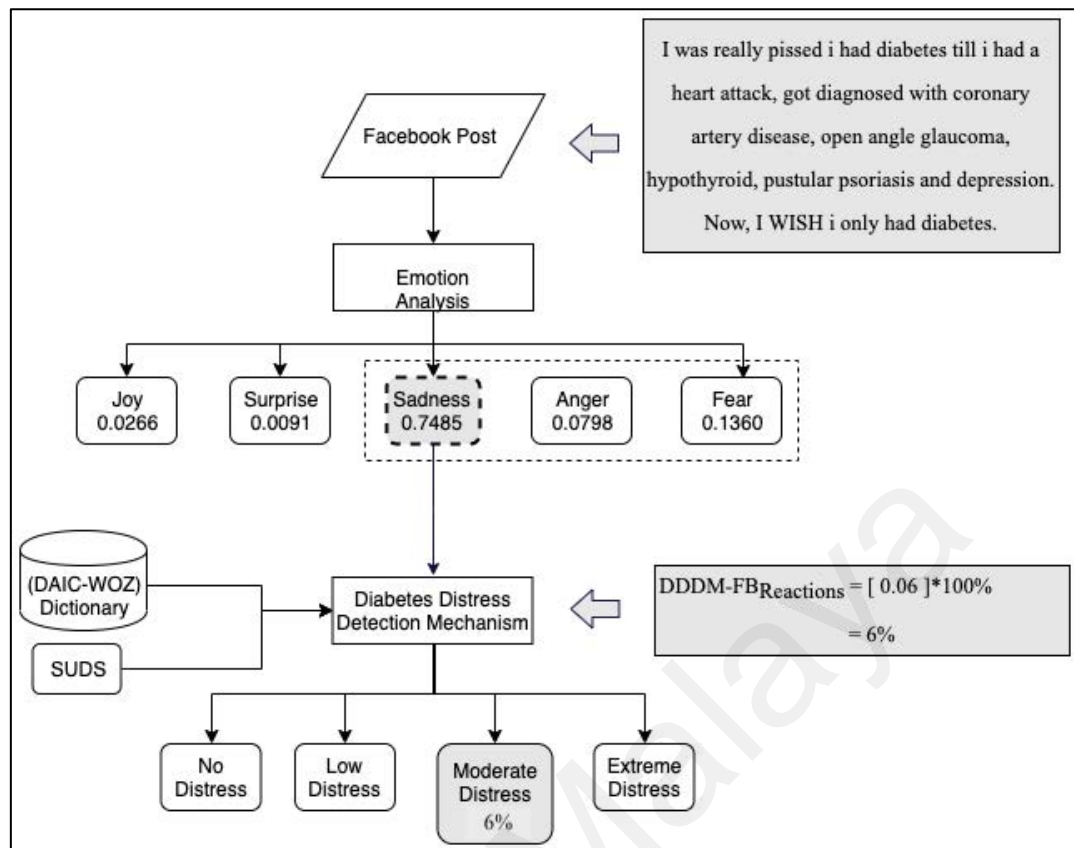 I was really pissed i had diabetes till i had a
heart attack, got diagnosed with coronary
artery disease, open angle glaucoma,
hypothyroid, pustular psoriasis and depression.
Now, I WISH i only had diabetes.
Facebook Post
Emotion
Analysis
Joy
0.0266
Surprise
0.0091
Sadness
0.7485
Anger
0.0798
Fear
0.1360
(DAIC-WOZ)
Dictionary
SUDS
Diabetes Distress
Detection Mechanism
DDDM-FBReactions = [ 0.06 ]*100%
= 6%
No
Distress
Low
Distress
Moderate
Distress
6%
Extreme
Distress
Malaya